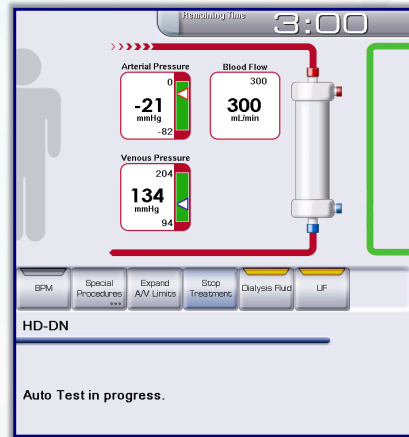 Remaining Time
3:00
Arterial Pressure
0
-21
mmHg
-82
Blood Flow
300
300
mL/min
Venous Pressure
204
134
mmHg
94
BPM
Special
Procedures
Expand
A/V Limits
Stop
Treatment
Dialysis Fluid
UF
HD-DN
Auto Test in progress.